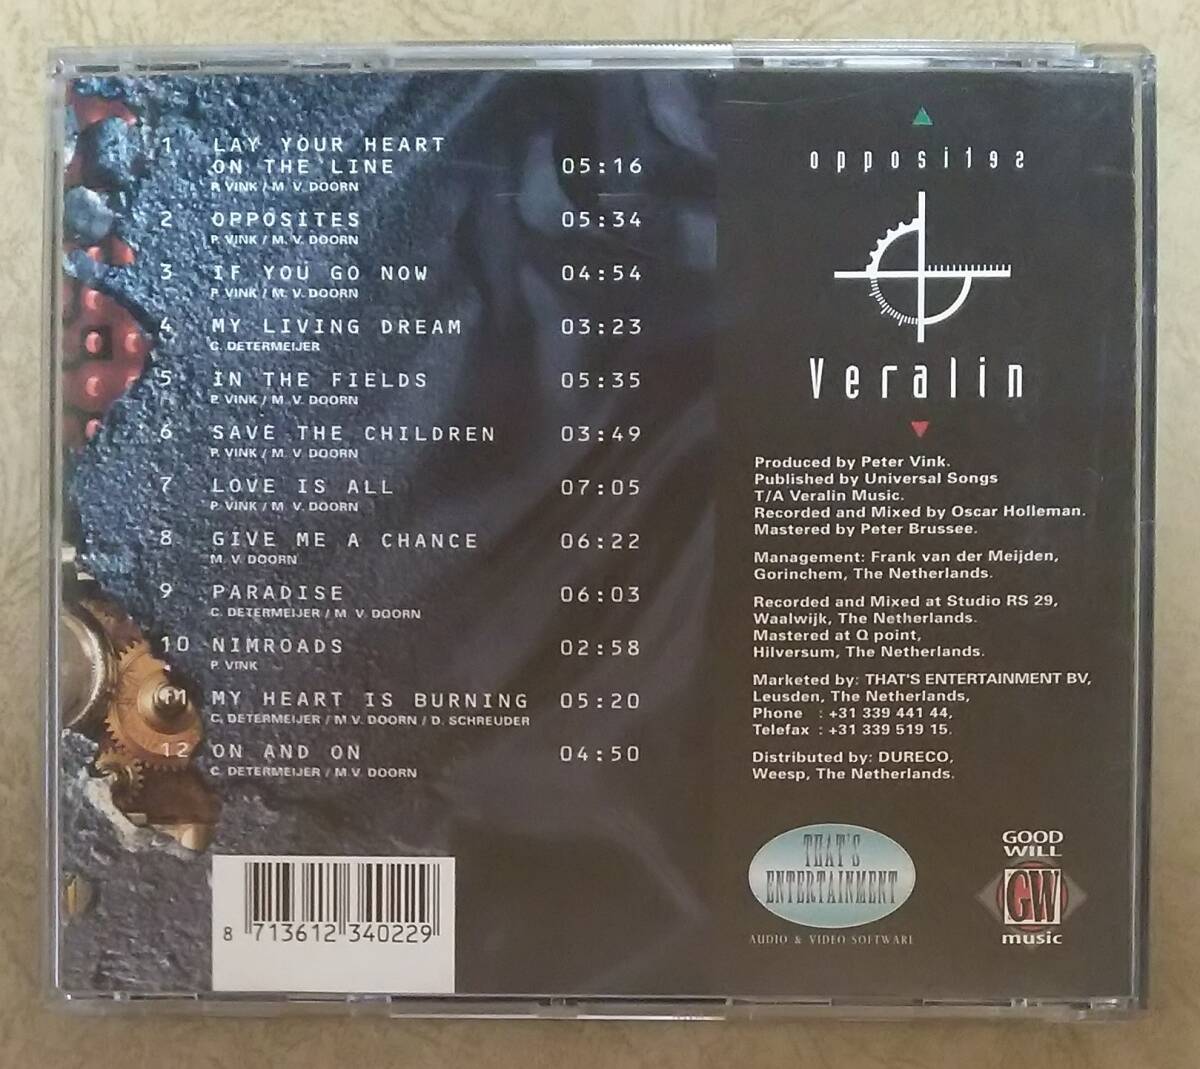 1 LAY YOUR HEART
ON THE LINE 05:16
P. VINK / M. V. DOORN
2 OPPOSITES 05:34
P. VINK / M. V. DOORN
3 IF YOU GO NOW 04:54
P. VINK / M. V. DOORN
4 MY LIVING DREAM 03:23
C. DETERMEIJER
5 IN THE FIELDS 05:35
P. VINK / M. V. DOORN
6 SAVE THE CHILDREN 03:49
P. VINK / M. V. DOORN
7 LOVE IS ALL 07:05
P. VINK / M. V. DOORN
8 GIVE ME A CHANCE 06:22
M. V. DOORN
9 PARADISE 06:03
C. DETERMEIJER / M V. DOORN
10 NIMROADS 02:58
P. VINK
11 MY HEART IS BURNING 05:20
C. DETERMEIJER / M V. DOORN / D. SCHREUDER
12 ON AND ON 04:50
C. DETERMEIJER / M V. DOORN
8 713612 340229
opposites
Veralin
Produced by Peter Vink.
Published by Universal Songs
T/A Veralin Music.
Recorded and Mixed by Oscar Holleman.
Mastered by Peter Brussee.
Management: Frank van der Meijden,
Gorinchem, The Netherlands.
Recorded and Mixed at Studio RS 29,
Waalwijk, The Netherlands.
Mastered at Q point,
Hilversum, The Netherlands.
Marketed by: THAT'S ENTERTAINMENT BV,
Leusden, The Netherlands,
Phone : +31 339 441 44,
Telefax : +31 339 519 15.
Distributed by: DURECO,
Weesp, The Netherlands.
THAT'S
ENTERTAINMENT
AUDIO & VIDEO SOFTWARE
GOOD
WILL
GW
music